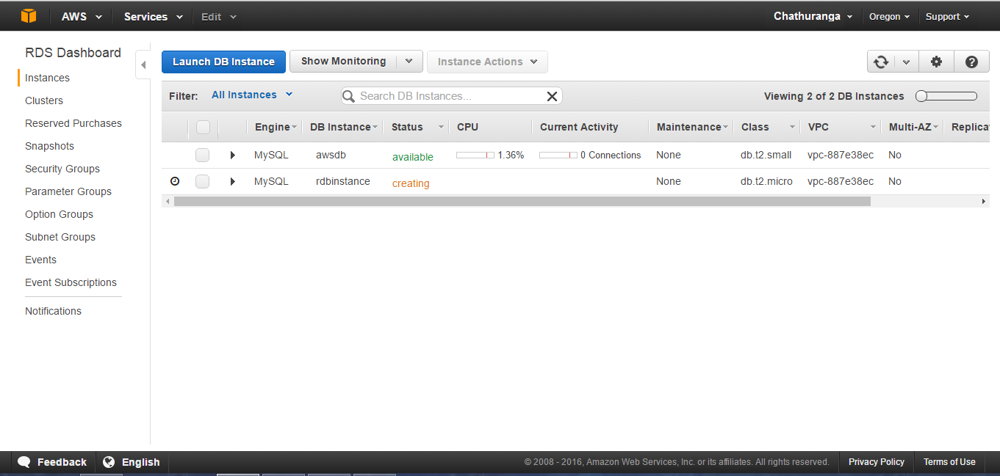 AWS Services Edit Chathuranga Oregon Support
RDS Dashboard
Instances
Clusters
Reserved Purchases
Snapshots
Security Groups
Parameter Groups
Option Groups
Subnet Groups
Events
Event Subscriptions
Notifications
Launch DB Instance Show Monitoring Instance Actions
Filter: All Instances Search DB Instances... Viewing 2 of 2 DB Instances
Engine DB Instance Status CPU Current Activity Maintenance Class VPC Multi-AZ Replicat
MySQL awsdb available 1.36% 0 Connections None db.t2.small vpc-887e38ec No
MySQL rdbinstance creating None db.t2.micro vpc-887e38ec No
Feedback English © 2008 - 2016, Amazon Web Services, Inc. or its affiliates. All rights reserved. Privacy Policy Terms of Use